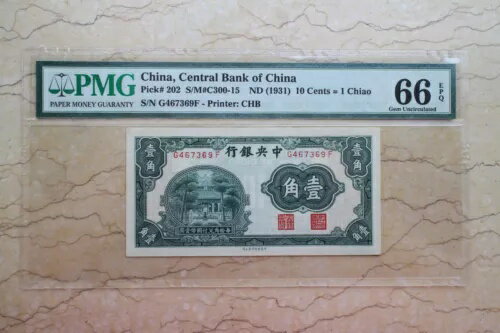 PMG
PAPER MONEY GUARANTY
China, Central Bank of China
Pick# 202 S/M#C300-15 ND (1931) 10 Cents = 1 Chiao
S/N G467369F - Printer: CHB
66 EPQ
Gem Uncirculated
行銀央中
G467369F G467369F
壹角 壹角
壹角
角壹 壹角